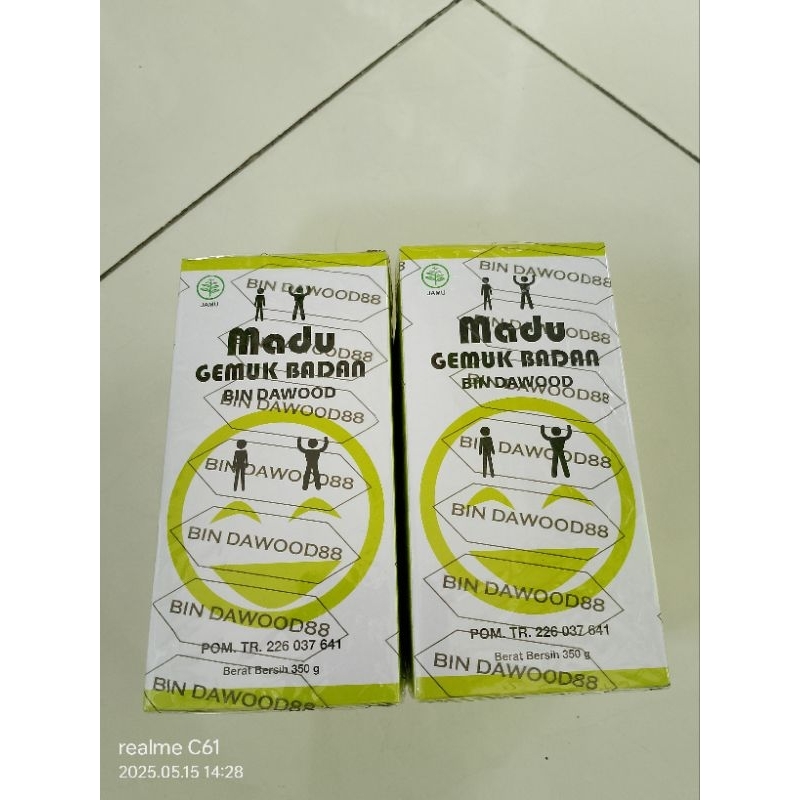 BIN DAWOOD88
JAMU
Madu
DAWOOD88
GEMUK BADAN
BIN DAWOOD
BIN DAWOOD88
BIN DAWOOD88
BIN DAWOOD88
BIN DAWOOD88
POM. TR. 226 037 641
Berat Bersih 350 g
BIN DAWOOD88
BIN DAWOOD88
JAMU
Madu
GEMUK BADAN
BIN DAWOOD
BIN DAWOOD88
BIN DAWOOD88
BIN DAWOOD88
BIN DAWOOD88
POM. TR. 226 037 641
Berat Bersih 350 g
BIN DAWOOD88
realme C61
2025.05.15 14:28